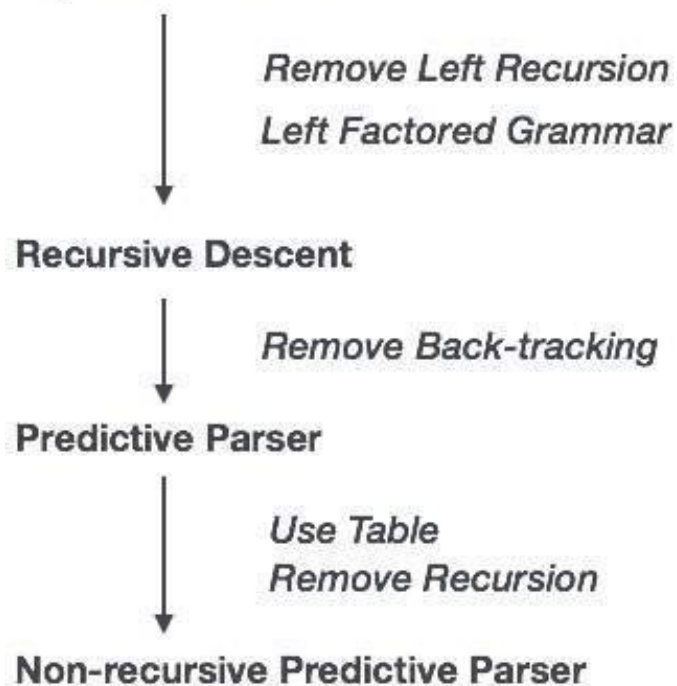 Remove Left Recursion
Left Factored Grammar
Recursive Descent
Remove Back-tracking
Predictive Parser
Use Table
Remove Recursion
Non-recursive Predictive Parser